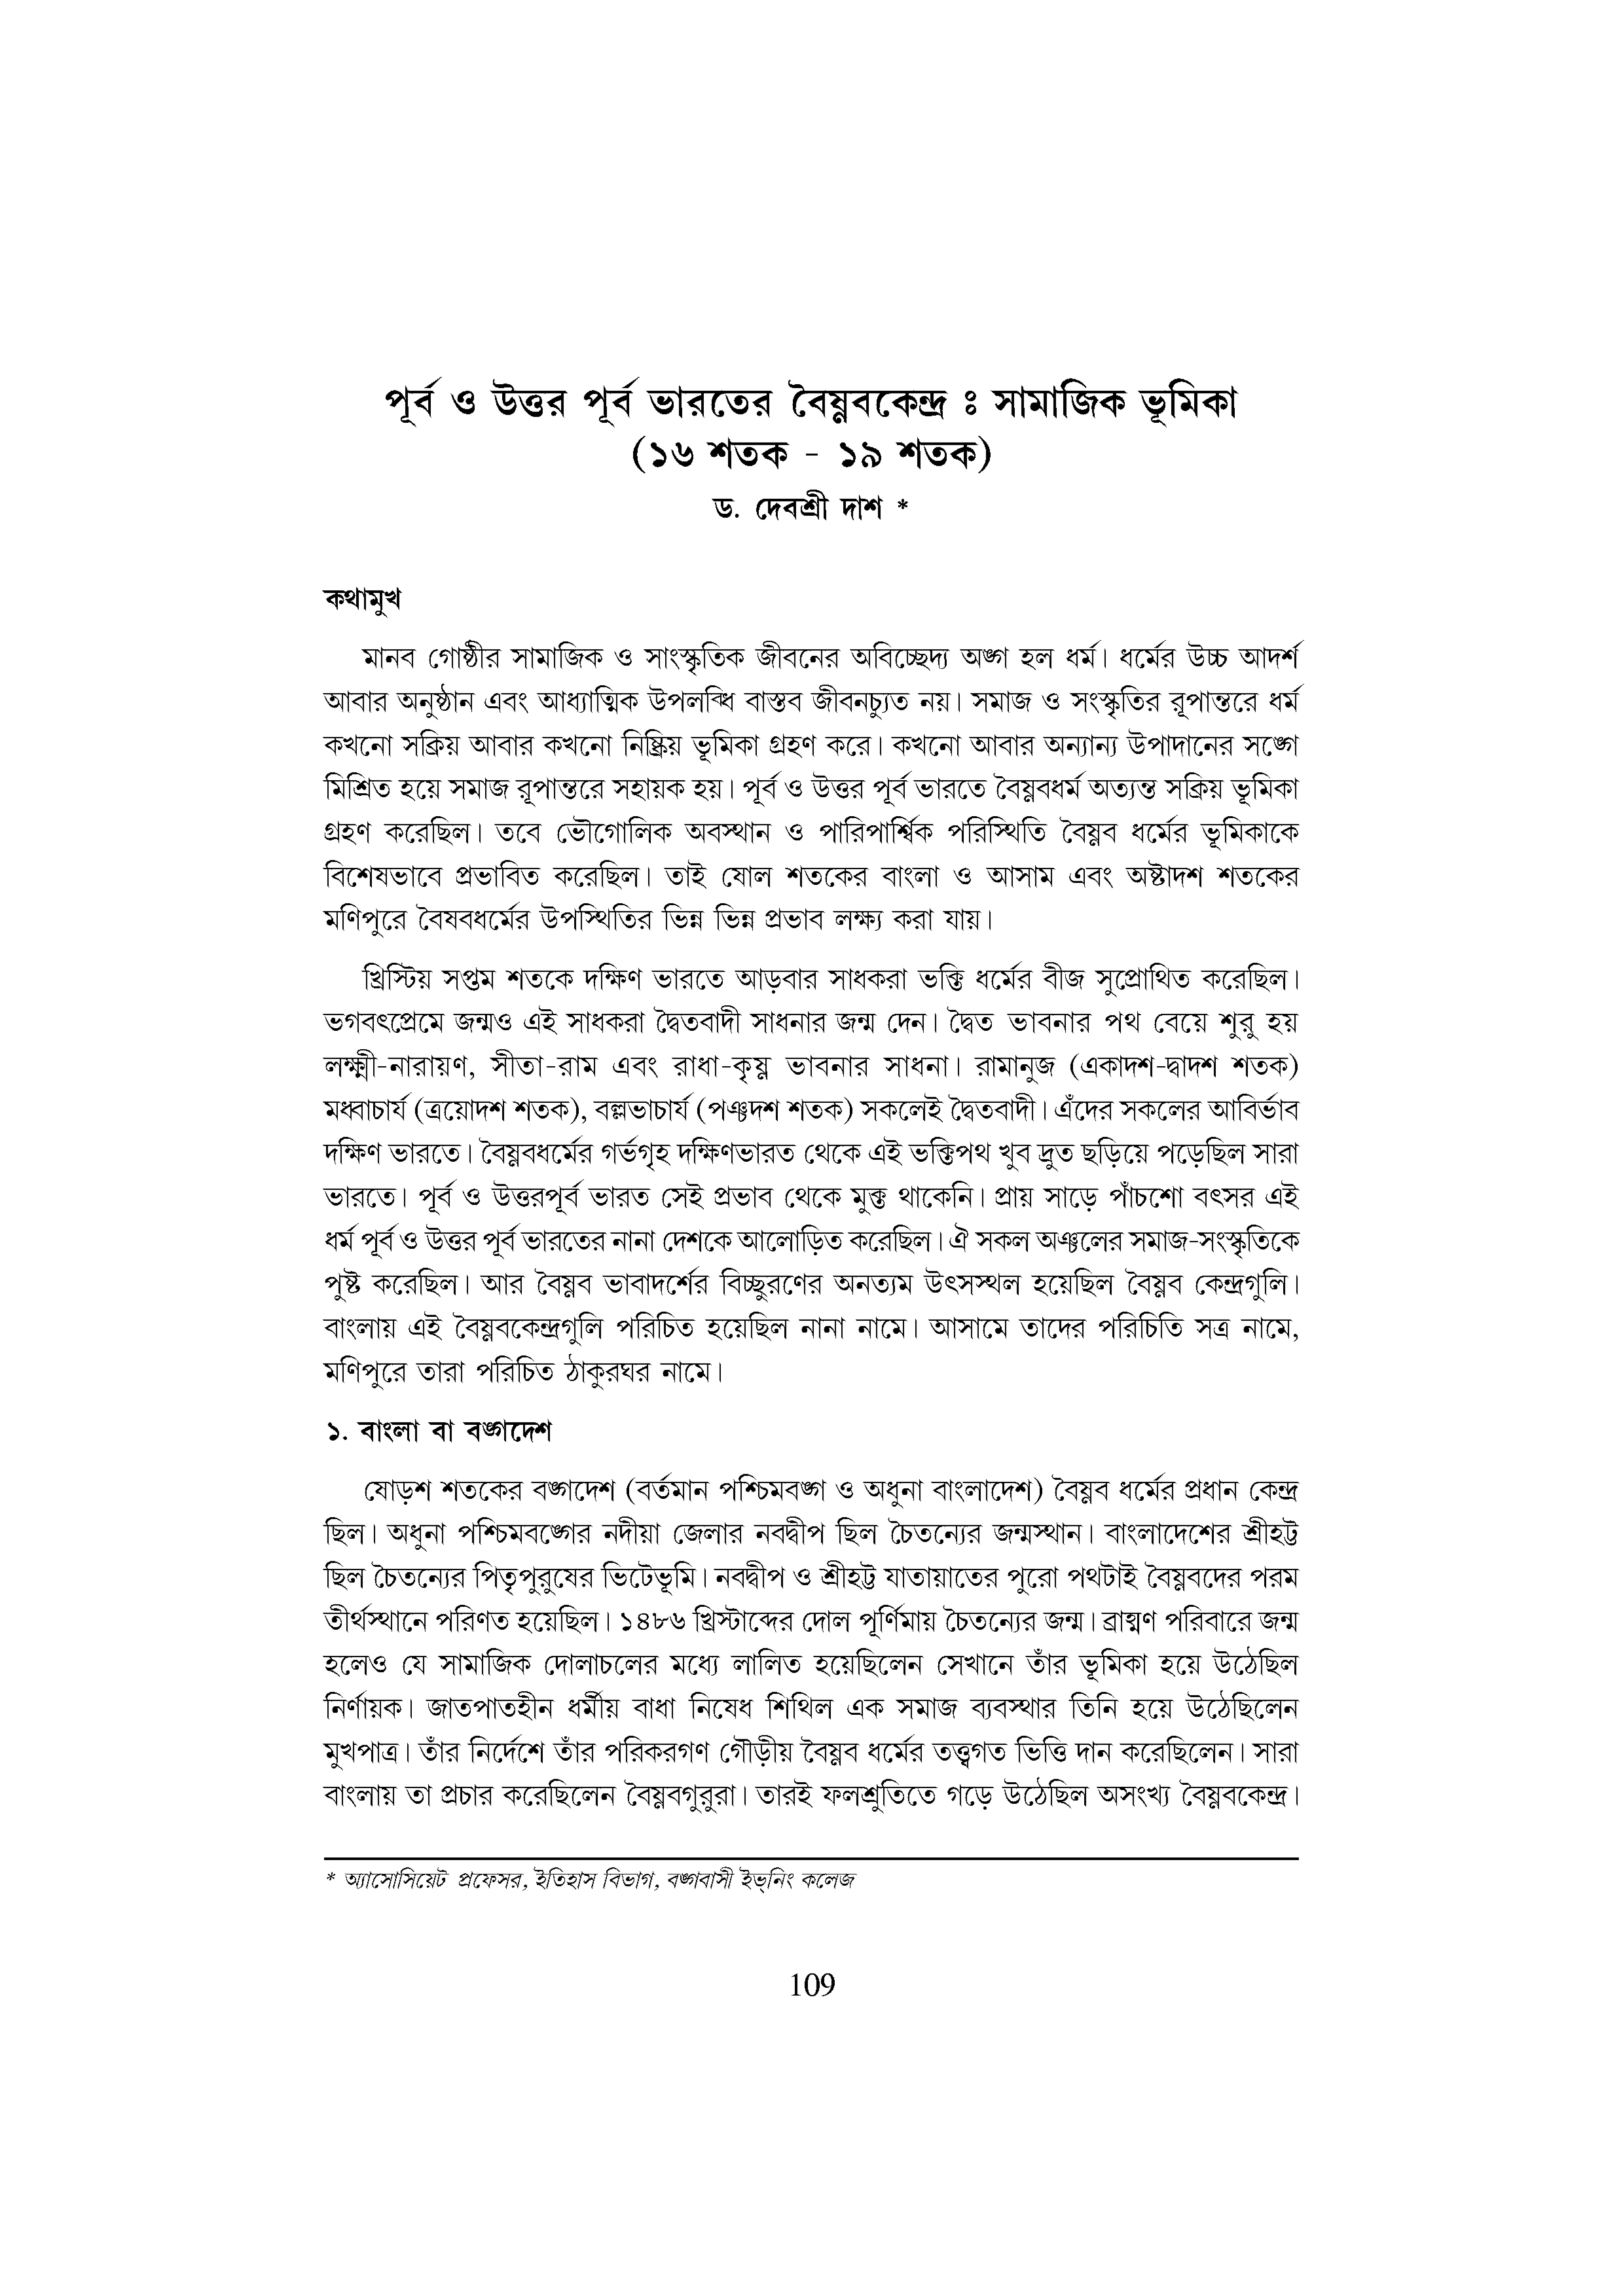 পূর্ব ও উত্তর পূর্ব ভারতের বৈষ্ণবকেন্দ্র ঃ সামাজিক ভূমিকা
(১৬ শতক - ১৯ শতক)
ড. দেবশ্রী দাশ *
কথামুখ
মানব গোষ্ঠীর সামাজিক ও সাংস্কৃতিক জীবনের অবিচ্ছেদ্য অঙ্গ হল ধর্ম। ধর্মের উচ্চ আদর্শ
আবার অনুষ্ঠান এবং আধ্যাত্মিক উপলব্ধি বাস্তব জীবনচ্যুত নয়। সমাজ ও সংস্কৃতির রূপান্তরে ধর্ম
কখনো সক্রিয় আবার কখনো নিষ্ক্রিয় ভূমিকা গ্রহণ করে। কখনো আবার অন্যান্য উপাদানের সঙ্গে
মিশ্রিত হয়ে সমাজ রূপান্তরে সহায়ক হয়। পূর্ব ও উত্তর পূর্ব ভারতে বৈষ্ণবধর্ম অত্যন্ত সক্রিয় ভূমিকা
গ্রহণ করেছিল। তবে ভৌগোলিক অবস্থান ও পারিপার্শ্বিক পরিস্থিতি বৈষ্ণব ধর্মের ভূমিকাকে
বিশেষভাবে প্রভাবিত করেছিল। তাই ষোল শতকের বাংলা ও আসাম এবং অষ্টাদশ শতকের
মণিপুরে বৈষবধর্মের উপস্থিতির ভিন্ন ভিন্ন প্রভাব লক্ষ্য করা যায়।
খ্রিস্টিয় সপ্তম শতকে দক্ষিণ ভারতে আড়বার সাধকরা ভক্তি ধর্মের বীজ সুপ্রোথিত করেছিল।
ভগবৎপ্রেমে জন্মও এই সাধকরা দ্বৈতবাদী সাধনার জন্ম দেন। দ্বৈত ভাবনার পথ বেয়ে শুরু হয়
লক্ষ্মী-নারায়ণ, সীতা-রাম এবং রাধা-কৃষ্ণ ভাবনার সাধনা। রামানুজ (একাদশ-দ্বাদশ শতক)
মধ্বাচার্য (ত্রয়োদশ শতক), বল্লভাচার্য (পঞ্চদশ শতক) সকলেই দ্বৈতবাদী। এঁদের সকলের আবির্ভাব
দক্ষিণ ভারতে। বৈষ্ণবধর্মের গর্ভগৃহ দক্ষিণভারত থেকে এই ভক্তিপথ খুব দ্রুত ছড়িয়ে পড়েছিল সারা
ভারতে। পূর্ব ও উত্তরপূর্ব ভারত সেই প্রভাব থেকে মুক্ত থাকেনি। প্রায় সাড়ে পাঁচশো বৎসর এই
ধর্ম পূর্ব ও উত্তর পূর্ব ভারতের নানা দেশকে আলোড়িত করেছিল। ঐ সকল অঞ্চলের সমাজ-সংস্কৃতিকে
পুষ্ট করেছিল। আর বৈষ্ণব ভাবাদর্শের বিচ্ছুরণের অনত্যম উৎসস্থল হয়েছিল বৈষ্ণব কেন্দ্রগুলি।
বাংলায় এই বৈষ্ণবকেন্দ্রগুলি পরিচিত হয়েছিল নানা নামে। আসামে তাদের পরিচিতি সত্র নামে,
মণিপুরে তারা পরিচিত ঠাকুরঘর নামে।
১. বাংলা বা বঙ্গদেশ
ষোড়শ শতকের বঙ্গদেশ (বর্তমান পশ্চিমবঙ্গ ও অধুনা বাংলাদেশ) বৈষ্ণব ধর্মের প্রধান কেন্দ্র
ছিল। অধুনা পশ্চিমবঙ্গের নদীয়া জেলার নবদ্বীপ ছিল চৈতন্যের জন্মস্থান। বাংলাদেশের শ্রীহট্ট
ছিল চৈতন্যের পিতৃপুরুষের ভিটেভূমি। নবদ্বীপ ও শ্রীহট্ট যাতায়াতের পুরো পথটাই বৈষ্ণবদের পরম
তীর্থস্থানে পরিণত হয়েছিল। ১৪৮৬ খ্রিস্টাব্দের দোল পূর্ণিমায় চৈতন্যের জন্ম। ব্রাহ্মণ পরিবারে জন্ম
হলেও যে সামাজিক দোলাচলের মধ্যে লালিত হয়েছিলেন সেখানে তাঁর ভূমিকা হয়ে উঠেছিল
নির্ণায়ক। জাতপাতহীন ধর্মীয় বাধা নিষেধ শিথিল এক সমাজ ব্যবস্থার তিনি হয়ে উঠেছিলেন
মুখপাত্র। তাঁর নির্দেশে তাঁর পরিকরগণ গৌড়ীয় বৈষ্ণব ধর্মের তত্ত্বগত ভিত্তি দান করেছিলেন। সারা
বাংলায় তা প্রচার করেছিলেন বৈষ্ণবগুরুরা। তারই ফলশ্রুতিতে গড়ে উঠেছিল অসংখ্য বৈষ্ণবকেন্দ্র।
* অ্যাসোসিয়েট প্রফেসর, ইতিহাস বিভাগ, বঙ্গবাসী ইভ্‌নিং কলেজ
109